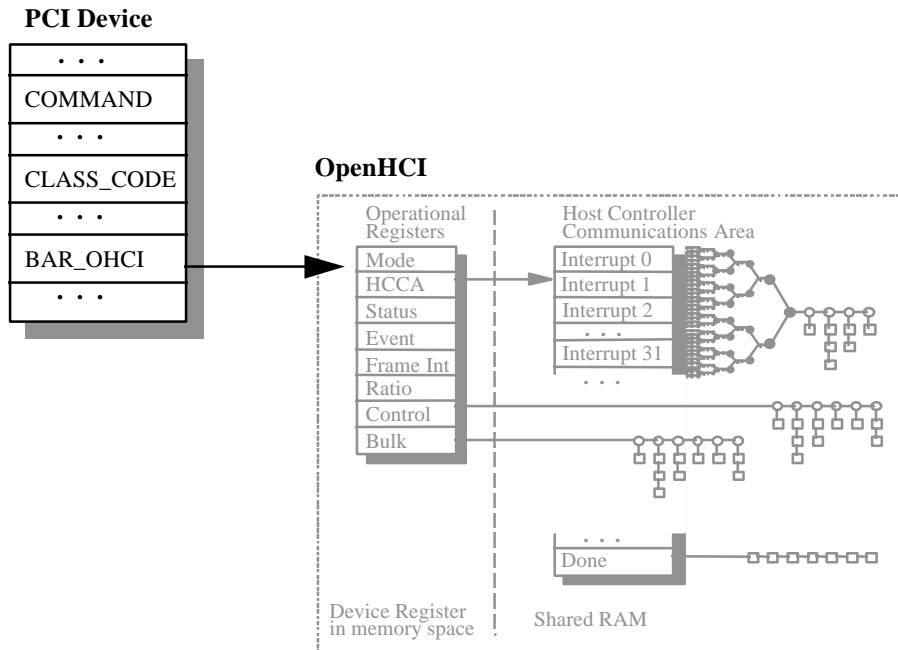 PCI Device
. . .
COMMAND
. . .
CLASS_CODE
. . .
BAR_OHCI
. . .
OpenHCI
Operational
Registers
Mode
HCCA
Status
Event
Frame Int
Ratio
Control
Bulk
Host Controller
Communications Area
Interrupt 0
Interrupt 1
Interrupt 2
. . .
Interrupt 31
. . .
. . .
Done
Device Register
in memory space
Shared RAM